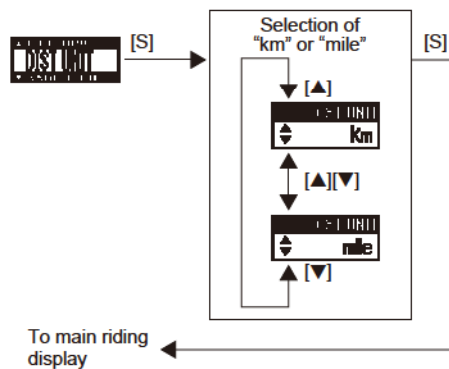 Selection of
“km” or “mile”
[S]
[S]
DIST UNIT
[▲]
Km
[▲][▼]
mile
[▼]
To main riding
display